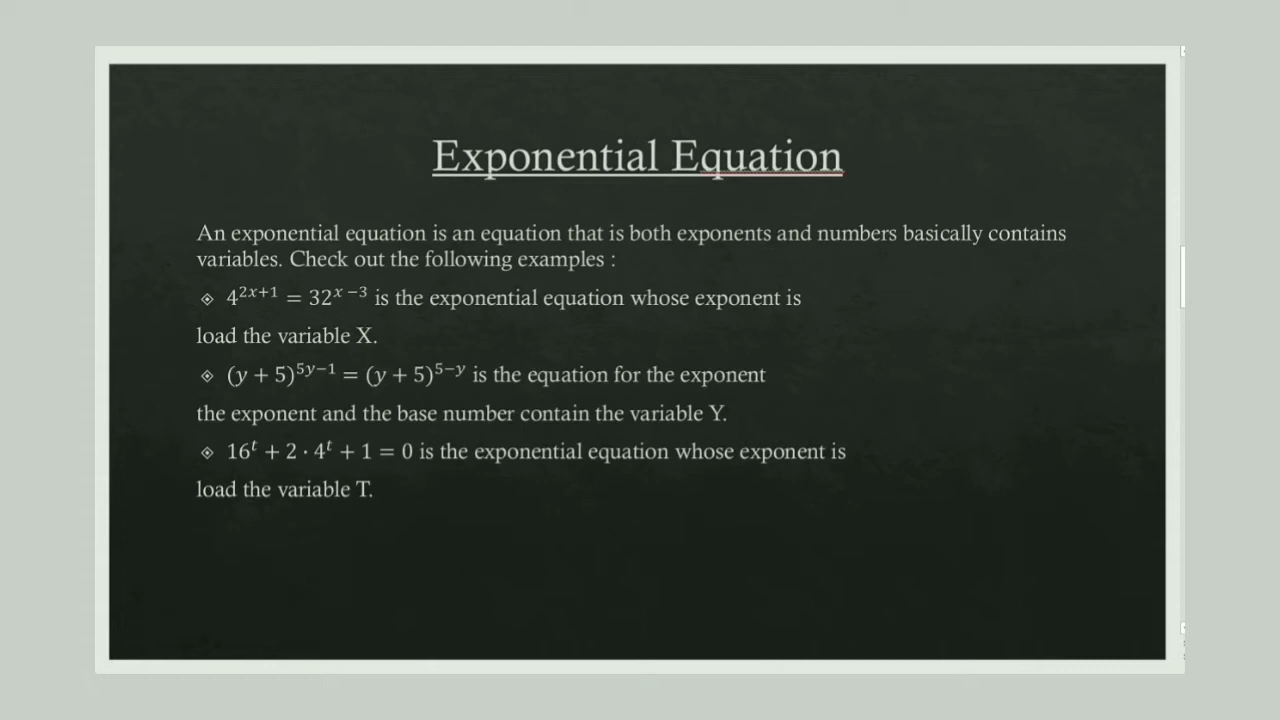 Exponential Equation
An exponential equation is an equation that is both exponents and numbers basically contains
variables. Check out the following examples :
4^{2x+1} = 32^{x −3} is the exponential equation whose exponent is
load the variable X.
(y + 5)^{5y−1} = (y + 5)^{5−y} is the equation for the exponent
the exponent and the base number contain the variable Y.
16^{t} + 2 · 4^{t} + 1 = 0 is the exponential equation whose exponent is
load the variable T.